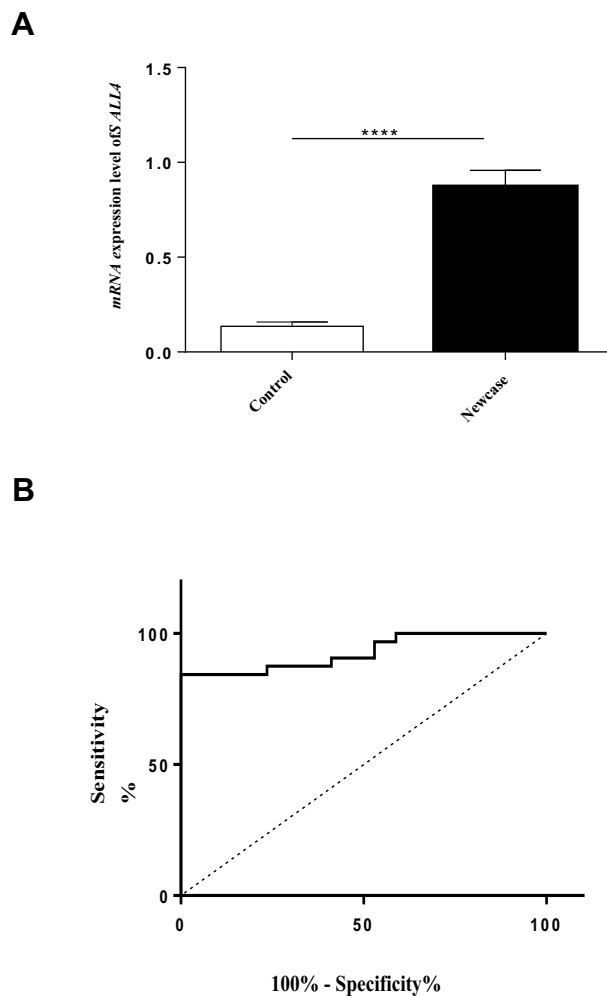 A
1.5
1.0
0.5
0.0
mRNA expression level ofS ALL4
****
Control
Newcase
B
100
50
0
Sensitivity
%
0
50
100
100% - Specificity%